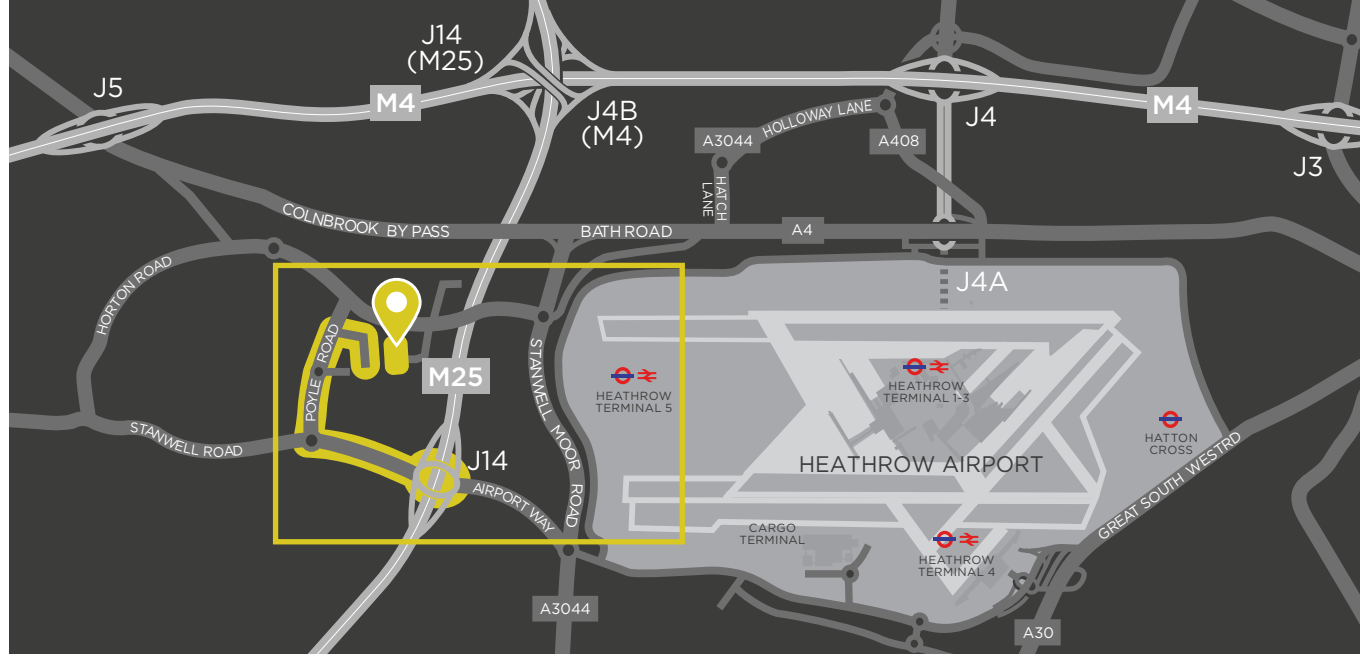 J14
(M25)
J5
M4
J4B
(M4)
J4
M4
J3
HOLLOWAY LANE
A3044
A408
HATCH
LANE
COLNBROOK BY PASS
BATH ROAD
A4
HORTON ROAD
J4A
POYLE ROAD
M25
STANWELL MOOR ROAD
HEATHROW
TERMINAL 5
HEATHROW
TERMINAL 1-3
HATTON
CROSS
STANWELL ROAD
J14
HEATHROW AIRPORT
AIRPORT WAY
GREAT SOUTH WESTRD
CARGO
TERMINAL
HEATHROW
TERMINAL 4
A3044
A30